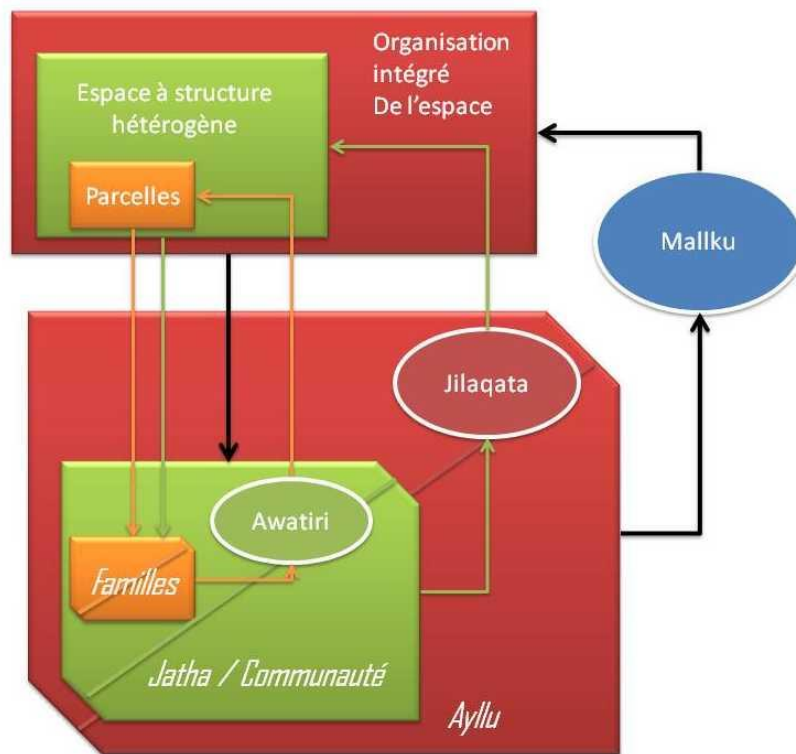 Organisation
intégré
De l'espace
Espace à structure
hétérogène
Parcelles
Mallku
Jilaqata
Awatiri
Familles
Jatha / Communauté
Ayllu